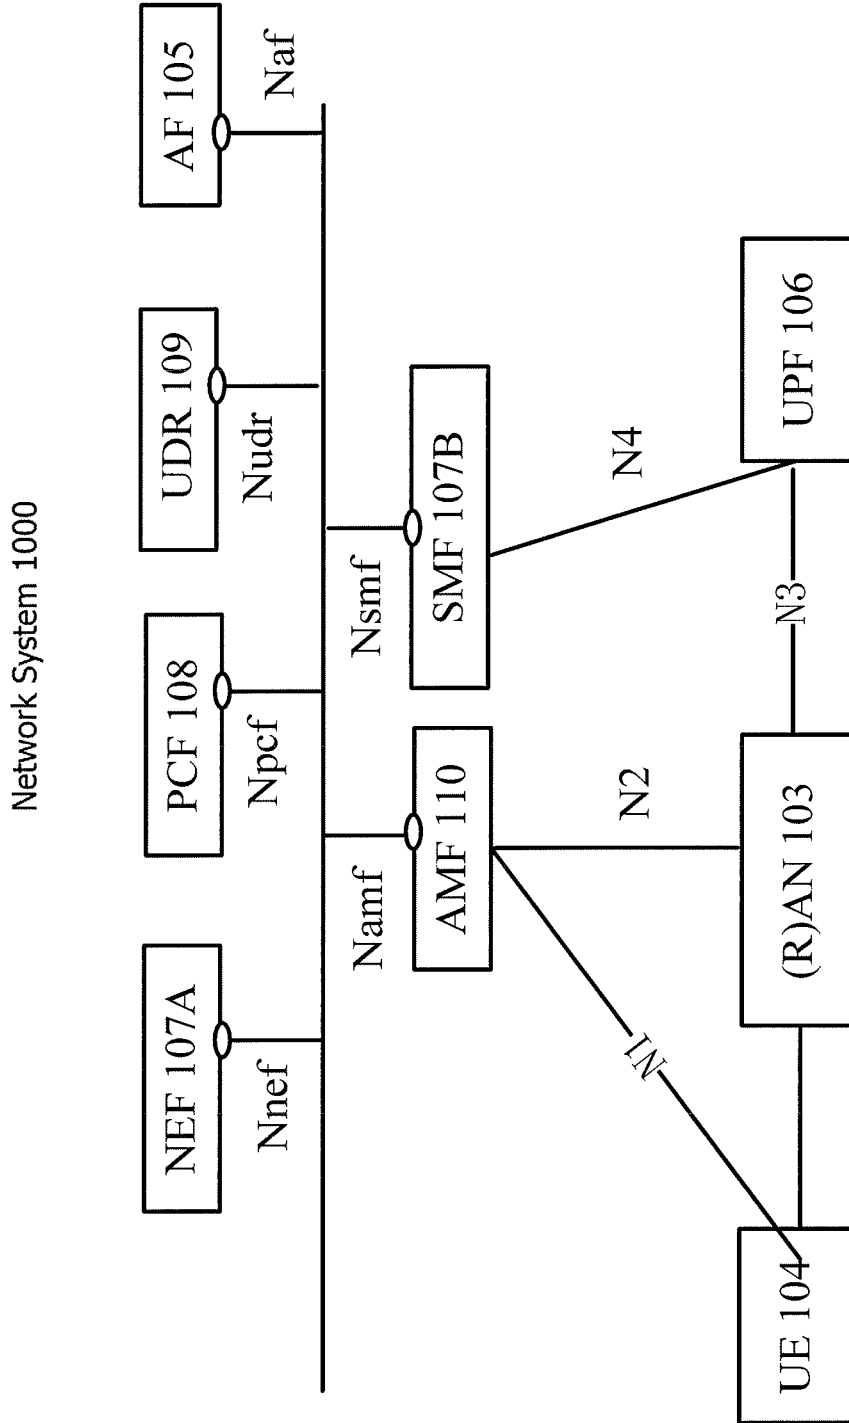 Network System 1000
NEF 107A
PCF 108
UDR 109
AF 105
Nnef
Npcf
Nudr
Naf
Namf
Nsmf
AMF 110
SMF 107B
N1
N2
N4
UE 104
(R)AN 103
N3
UPF 106